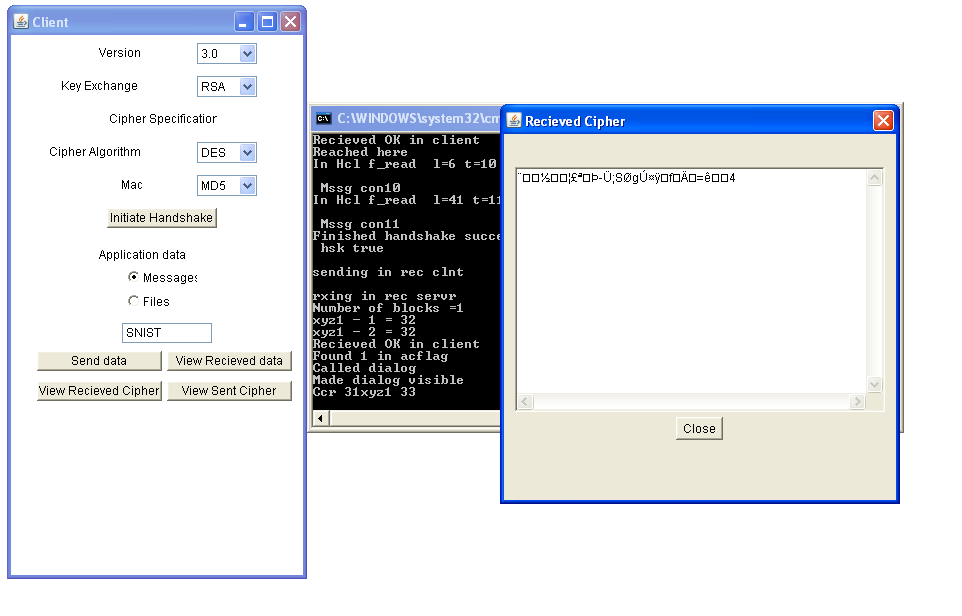 Client
Version 3.0
Key Exchange RSA
Cipher Specificatior
Cipher Algorithm DES
Mac MD5
Initiate Handshake
Application data
Messages
Files
SNIST
Send data View Recieved data
View Recieved Cipher View Sent Cipher
C:\WINDOWS\system32\cm
Recieved OK in client
Reached here
In Hcl f_read l=6 t=10
Mssg con10
In Hcl f_read l=41 t=11
Mssg con11
Finished handshake succe
hsk true
sending in rec clnt
rxing in rec servr
Number of blocks =1
xyz1 - 1 = 32
xyz1 - 2 = 32
Recieved OK in client
Found 1 in acflag
Called dialog
Made dialog visible
Ccr 31xyz1 33
Recieved Cipher
¨□□½□□¦£ª□Þ-Ü;SØgÚ×ÿ□f□Ä□=ê□□4
Close